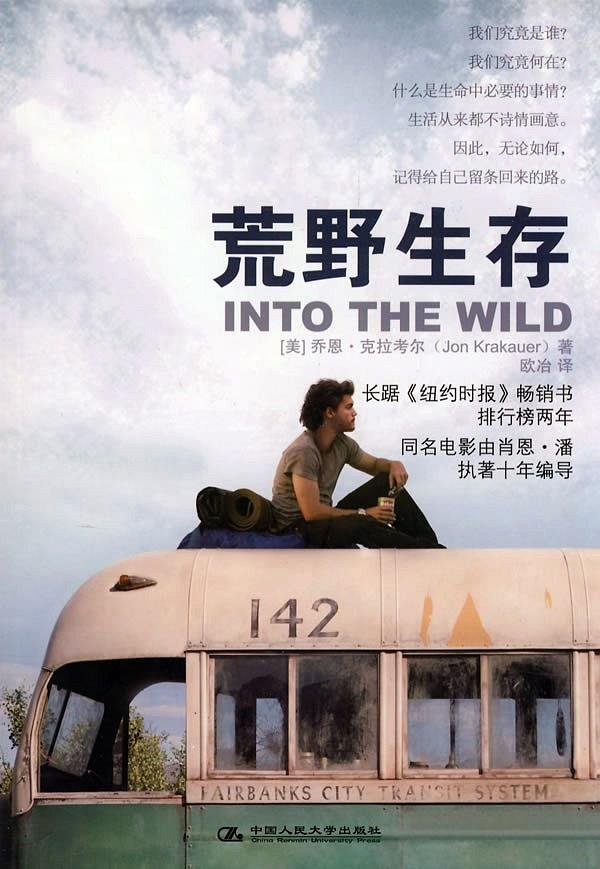 我们究竟是谁?
我们究竟何在?
什么是生命中必要的事情?
生活从来都不诗情画意。
因此，无论如何，
记得给自己留条回来的路。
荒野生存
INTO THE WILD
[美] 乔恩·克拉考尔（Jon Krakauer）著
欧冶 译
长踞《纽约时报》畅销书
排行榜两年
同名电影由肖恩·潘
执著十年编导
142
FAIRBANKS CITY TRANSIT SYSTEM
中国人民大学出版社
China Renmin University Press